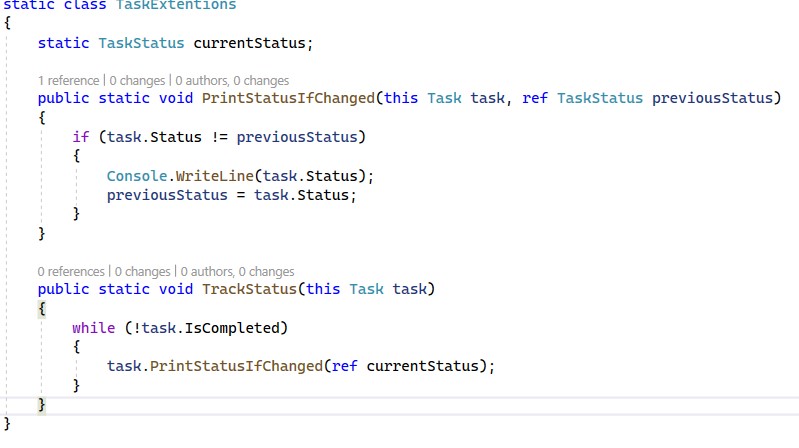 static class TaskExtentions
{
static TaskStatus currentStatus;
1 reference | 0 changes | 0 authors, 0 changes
public static void PrintStatusIfChanged(this Task task, ref TaskStatus previousStatus)
{
if (task.Status != previousStatus)
{
Console.WriteLine(task.Status);
previousStatus = task.Status;
}
}
0 references | 0 changes | 0 authors, 0 changes
public static void TrackStatus(this Task task)
{
while (!task.IsCompleted)
{
task.PrintStatusIfChanged(ref currentStatus);
}
}
}